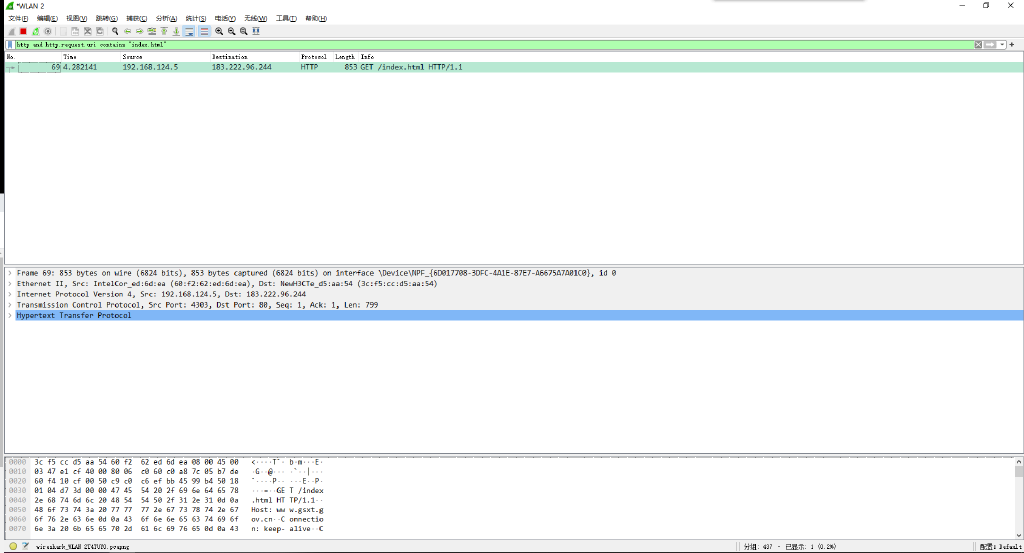 *WLAN 2
文件(F) 编辑(E) 视图(V) 跳转(G) 捕获(C) 分析(A) 统计(S) 电话(Y) 无线(W) 工具(T) 帮助(H)
http and http.request.uri contains "index.html"
No. Time Source Destination Protocol Length Info
69 4.282141 192.168.124.5 183.222.96.244 HTTP 853 GET /index.html HTTP/1.1
Frame 69: 853 bytes on wire (6824 bits), 853 bytes captured (6824 bits) on interface \Device\NPF_{6D017708-3DFC-4A1E-87E7-A6675A7A01C0}, id 0
Ethernet II, Src: IntelCor_ed:6d:ea (60:f2:62:ed:6d:ea), Dst: NewH3CTe_d5:aa:54 (3c:f5:cc:d5:aa:54)
Internet Protocol Version 4, Src: 192.168.124.5, Dst: 183.222.96.244
Transmission Control Protocol, Src Port: 4303, Dst Port: 80, Seq: 1, Ack: 1, Len: 799
Hypertext Transfer Protocol
0000 3c f5 cc d5 aa 54 60 f2 62 ed 6d ea 08 00 45 00 <····T`· b·m···E·
0010 03 47 e1 cf 40 00 80 06 c0 60 c0 a8 7c 05 b7 de ·G··@··· ·`··|···
0020 60 f4 10 cf 00 50 c9 c0 c6 ef bb 45 99 b4 50 18 `····P·· ···E··P·
0030 01 04 d7 3d 00 00 47 45 54 20 2f 69 6e 64 65 78 ···=··GE T /index
0040 2e 68 74 6d 6c 20 48 54 54 50 2f 31 2e 31 0d 0a .html HT TP/1.1··
0050 48 6f 73 74 3a 20 77 77 77 2e 67 73 78 74 2e 67 Host: ww w.gsxt.g
0060 6f 76 2e 63 6e 0d 0a 43 6f 6e 6e 65 63 74 69 6f ov.cn··C onnectio
0070 6e 3a 20 6b 65 65 70 2d 61 6c 69 76 65 0d 0a 43 n: keep- alive··C
分组: 437 · 已显示: 1 (0.2%)
配置: Default